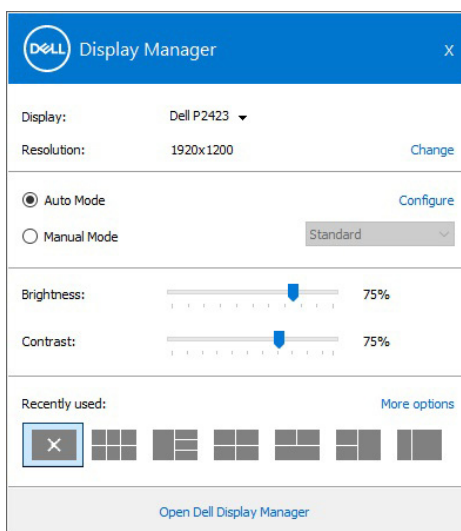 DELL Display Manager X
Display: Dell P2423
Resolution: 1920x1200 Change
Auto Mode Configure
Manual Mode Standard
Brightness: 75%
Contrast: 75%
Recently used: More options
Open Dell Display Manager